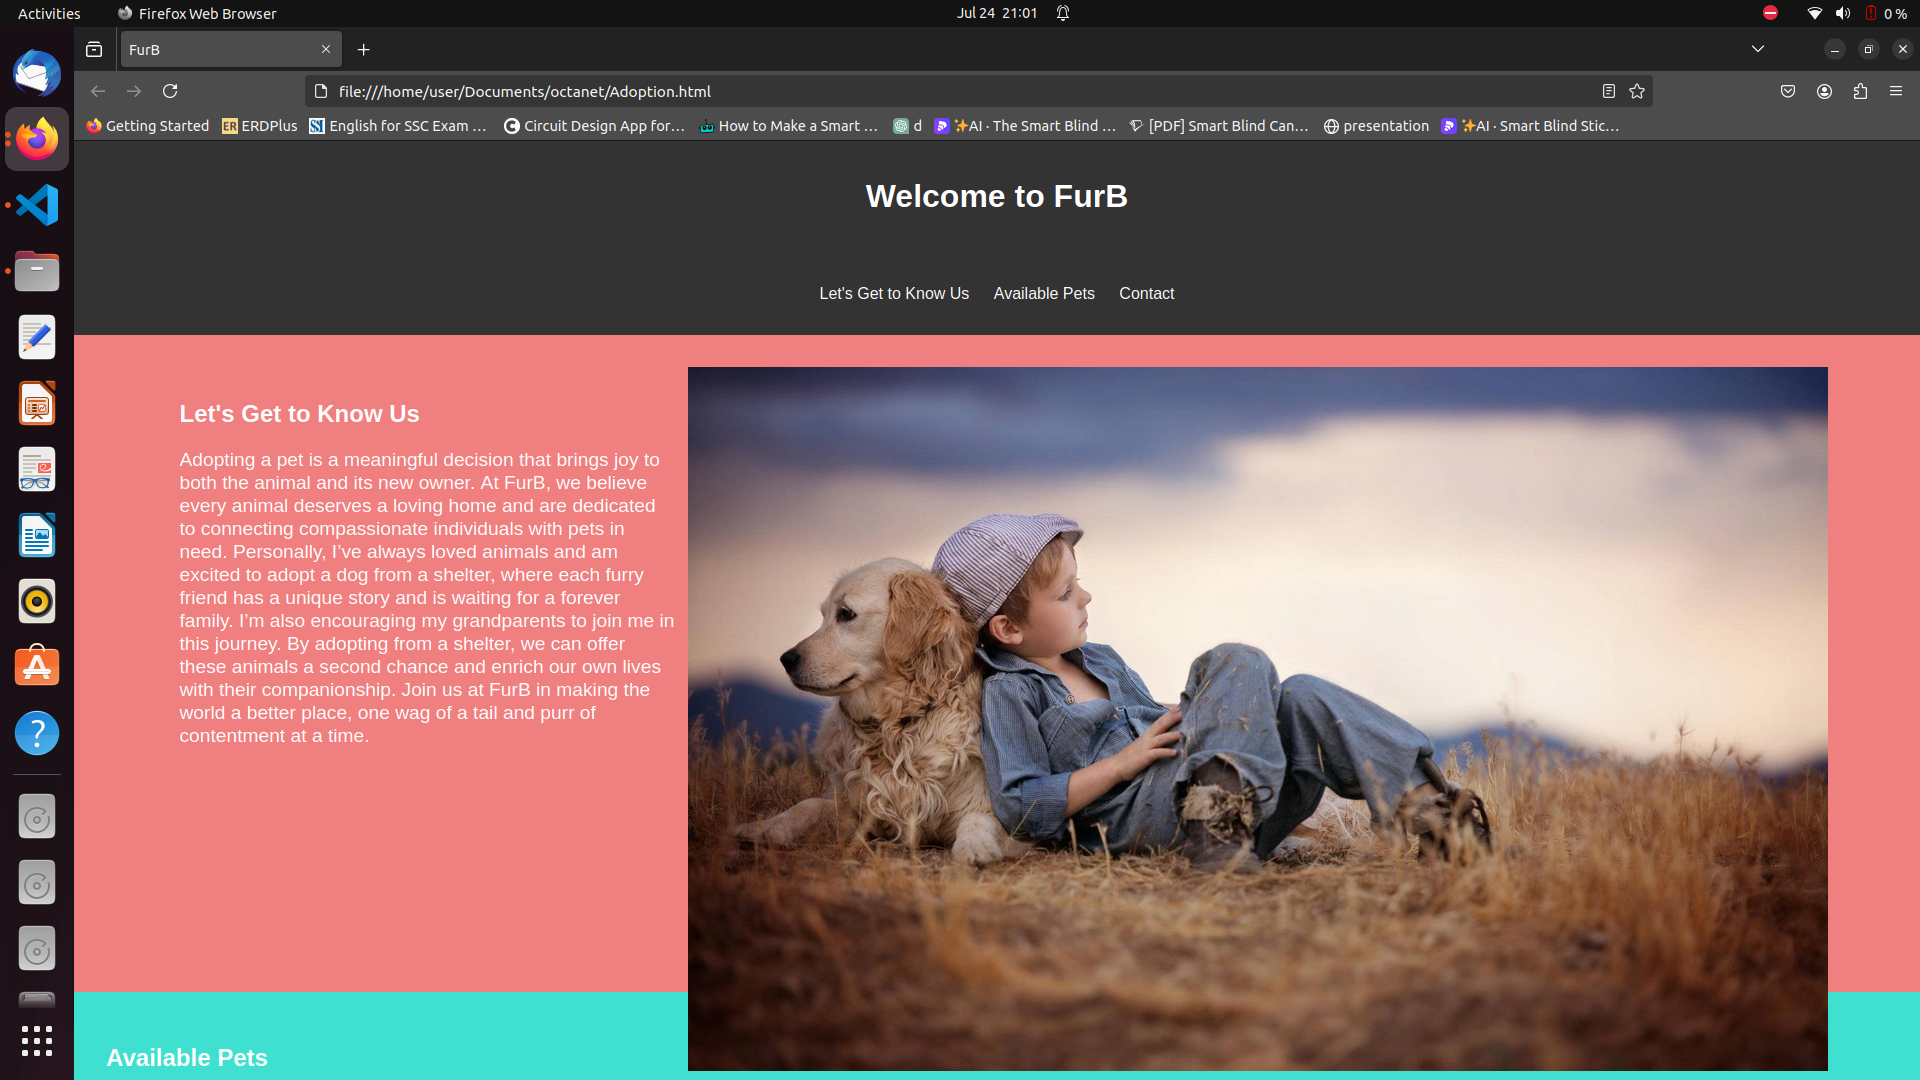 Activities
Firefox Web Browser
Jul 24 21:01
0 %
FurB
file:///home/user/Documents/octanet/Adoption.html
Getting Started
ER ERDPlus
English for SSC Exam …
Circuit Design App for…
How to Make a Smart …
d
✨AI · The Smart Blind …
[PDF] Smart Blind Can…
presentation
✨AI · Smart Blind Stic…
Welcome to FurB
Let's Get to Know Us
Available Pets
Contact
Let's Get to Know Us
Adopting a pet is a meaningful decision that brings joy to
both the animal and its new owner. At FurB, we believe
every animal deserves a loving home and are dedicated
to connecting compassionate individuals with pets in
need. Personally, I’ve always loved animals and am
excited to adopt a dog from a shelter, where each furry
friend has a unique story and is waiting for a forever
family. I’m also encouraging my grandparents to join me in
this journey. By adopting from a shelter, we can offer
these animals a second chance and enrich our own lives
with their companionship. Join us at FurB in making the
world a better place, one wag of a tail and purr of
contentment at a time.
Available Pets